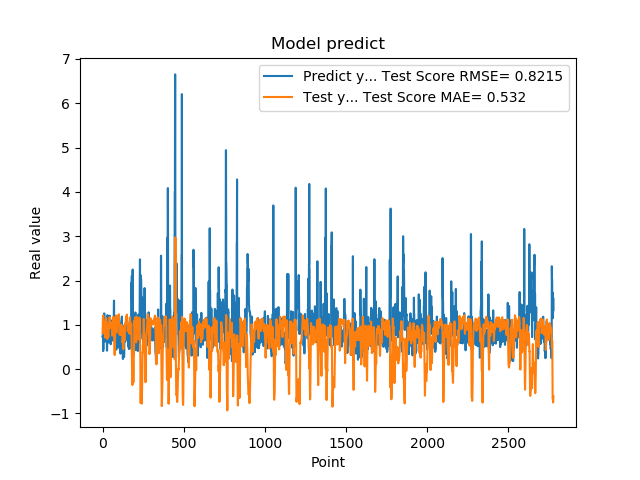 Model predict
Predict y... Test Score RMSE= 0.8215
Test y... Test Score MAE= 0.532
Real value
7
6
5
4
3
2
1
0
−1
0 500 1000 1500 2000 2500
Point